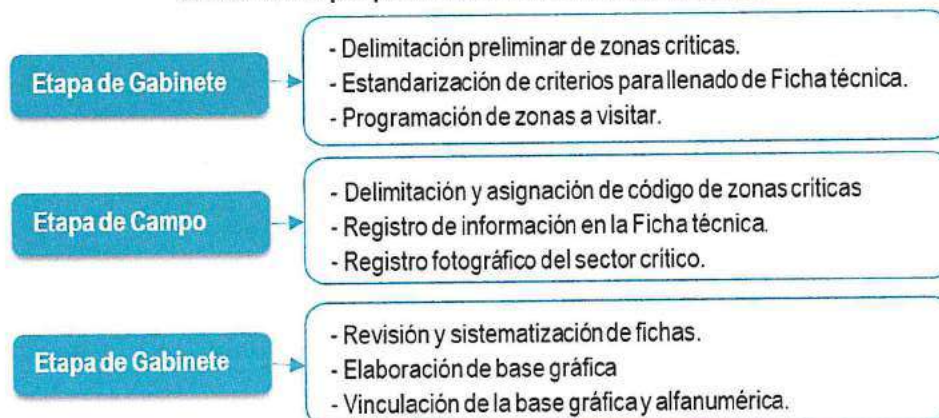 Etapa de Gabinete
- Delimitación preliminar de zonas críticas.
- Estandarización de criterios para llenado de Ficha técnica.
- Programación de zonas a visitar.
Etapa de Campo
- Delimitación y asignación de código de zonas críticas
- Registro de información en la Ficha técnica.
- Registro fotográfico del sector crítico.
Etapa de Gabinete
- Revisión y sistematización de fichas.
- Elaboración de base gráfica
- Vinculación de la base gráfica y alfanumérica.